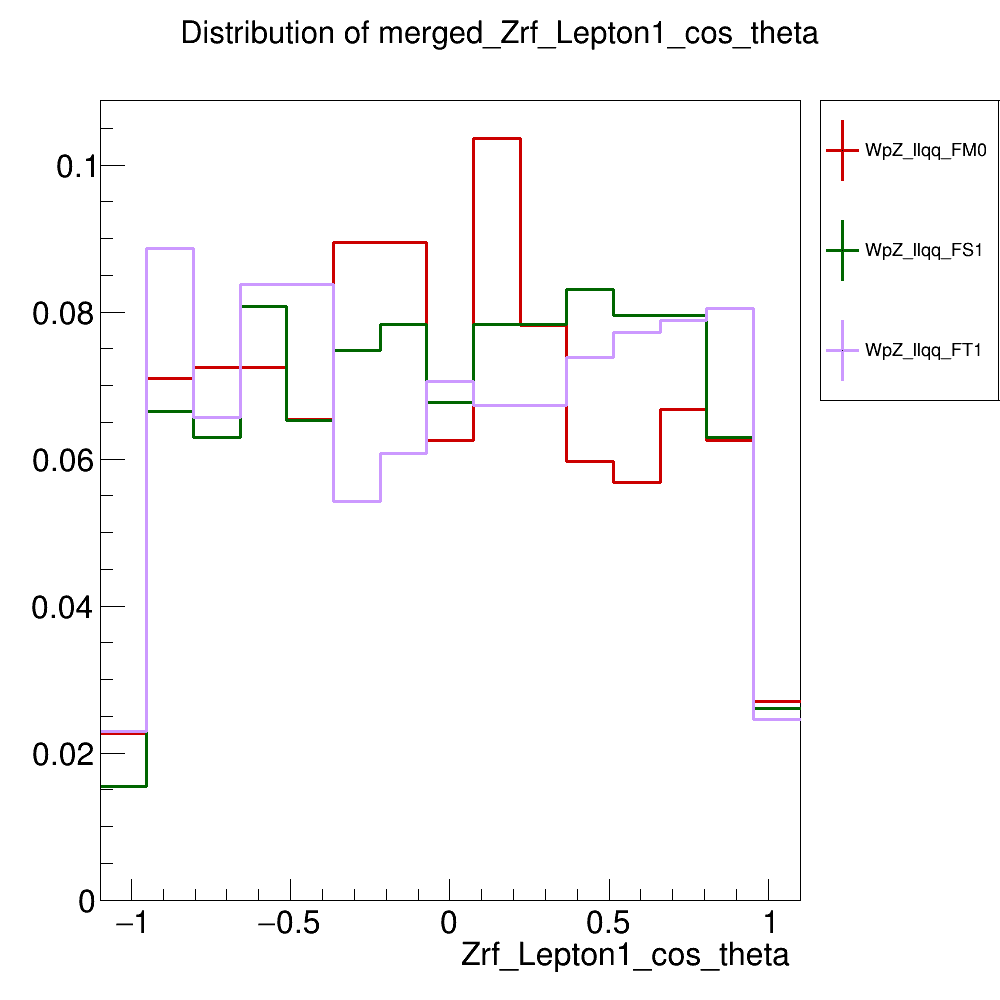 Distribution of merged_Zrf_Lepton1_cos_theta
WpZ_llqq_FM0
WpZ_llqq_FS1
WpZ_llqq_FT1
0.1
0.08
0.06
0.04
0.02
0
−1 −0.5 0 0.5 1
Zrf_Lepton1_cos_theta